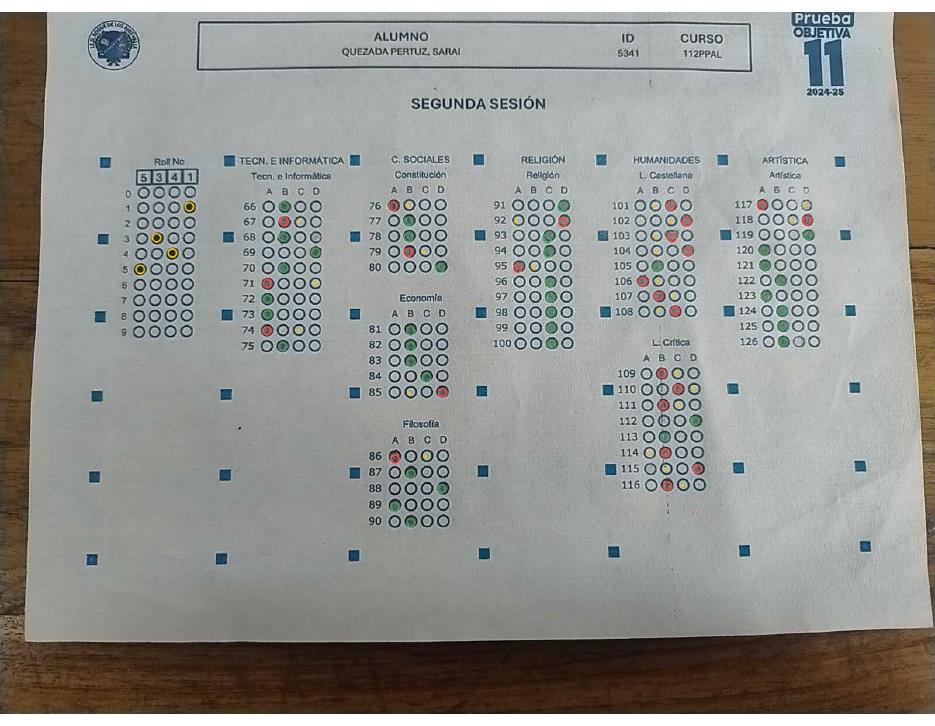 Prueba
OBJETIVA
11
2024-25
ALUMNO ID CURSO
QUEZADA PERTUZ, SARAI 5341 112PPAL
SEGUNDA SESIÓN
Roll No
5 3 4 1
0
1
2
3
4
5
6
7
8
9
TECN. E INFORMÁTICA
Tecn. e Informática
A B C D
66
67
68
69
70
71
72
73
74
75
C. SOCIALES
Constitución
A B C D
76
77
78
79
80
Economía
A B C D
81
82
83
84
85
Filosofía
A B C D
86
87
88
89
90
RELIGIÓN
Religión
A B C D
91
92
93
94
95
96
97
98
99
100
HUMANIDADES
L. Castellana
A B C D
101
102
103
104
105
106
107
108
L. Crítica
A B C D
109
110
111
112
113
114
115
116
ARTÍSTICA
Artística
A B C D
117
118
119
120
121
122
123
124
125
126